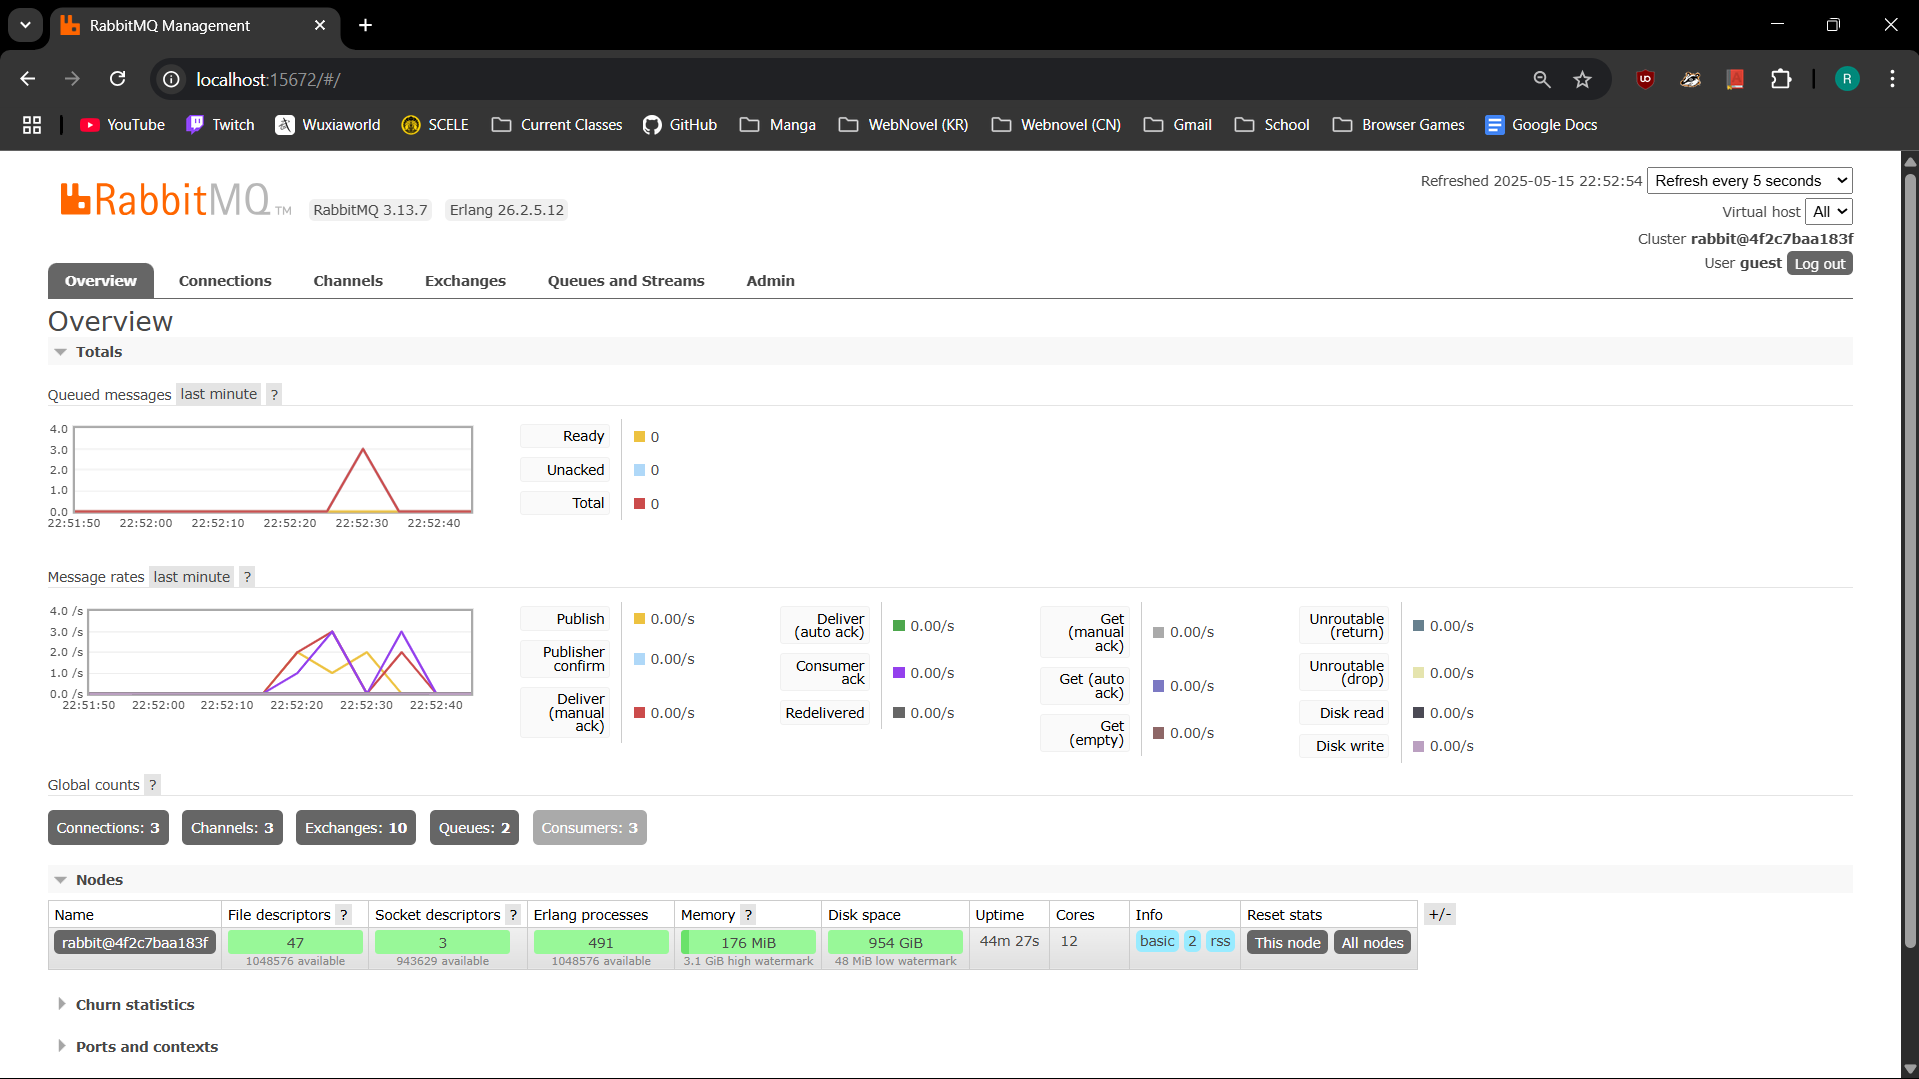 RabbitMQ Management
localhost:15672/#/
YouTube Twitch Wuxiaworld SCELE Current Classes GitHub Manga WebNovel (KR) Webnovel (CN) Gmail School Browser Games Google Docs
R
RabbitMQ TM RabbitMQ 3.13.7 Erlang 26.2.5.12
Refreshed 2025-05-15 22:52:54 Refresh every 5 seconds
Virtual host All
Cluster rabbit@4f2c7baa183f
User guest Log out
Overview Connections Channels Exchanges Queues and Streams Admin
Overview
Totals
Queued messages last minute ?
4.0
3.0
2.0
1.0
0.0
22:51:50 22:52:00 22:52:10 22:52:20 22:52:30 22:52:40
Ready 0
Unacked 0
Total 0
Message rates last minute ?
4.0 /s
3.0 /s
2.0 /s
1.0 /s
0.0 /s
22:51:50 22:52:00 22:52:10 22:52:20 22:52:30 22:52:40
Publish 0.00/s
Publisher
confirm 0.00/s
Deliver
(manual
ack) 0.00/s
Deliver
(auto ack) 0.00/s
Consumer
ack 0.00/s
Redelivered 0.00/s
Get
(manual
ack) 0.00/s
Get (auto
ack) 0.00/s
Get
(empty) 0.00/s
Unroutable
(return) 0.00/s
Unroutable
(drop) 0.00/s
Disk read 0.00/s
Disk write 0.00/s
Global counts ?
Connections: 3 Channels: 3 Exchanges: 10 Queues: 2 Consumers: 3
Nodes
Name File descriptors ? Socket descriptors ? Erlang processes Memory ? Disk space Uptime Cores Info Reset stats +/-
rabbit@4f2c7baa183f 47 3 491 176 MiB 954 GiB 44m 27s 12 basic 2 rss This node All nodes
1048576 available 943629 available 1048576 available 3.1 GiB high watermark 48 MiB low watermark
Churn statistics
Ports and contexts